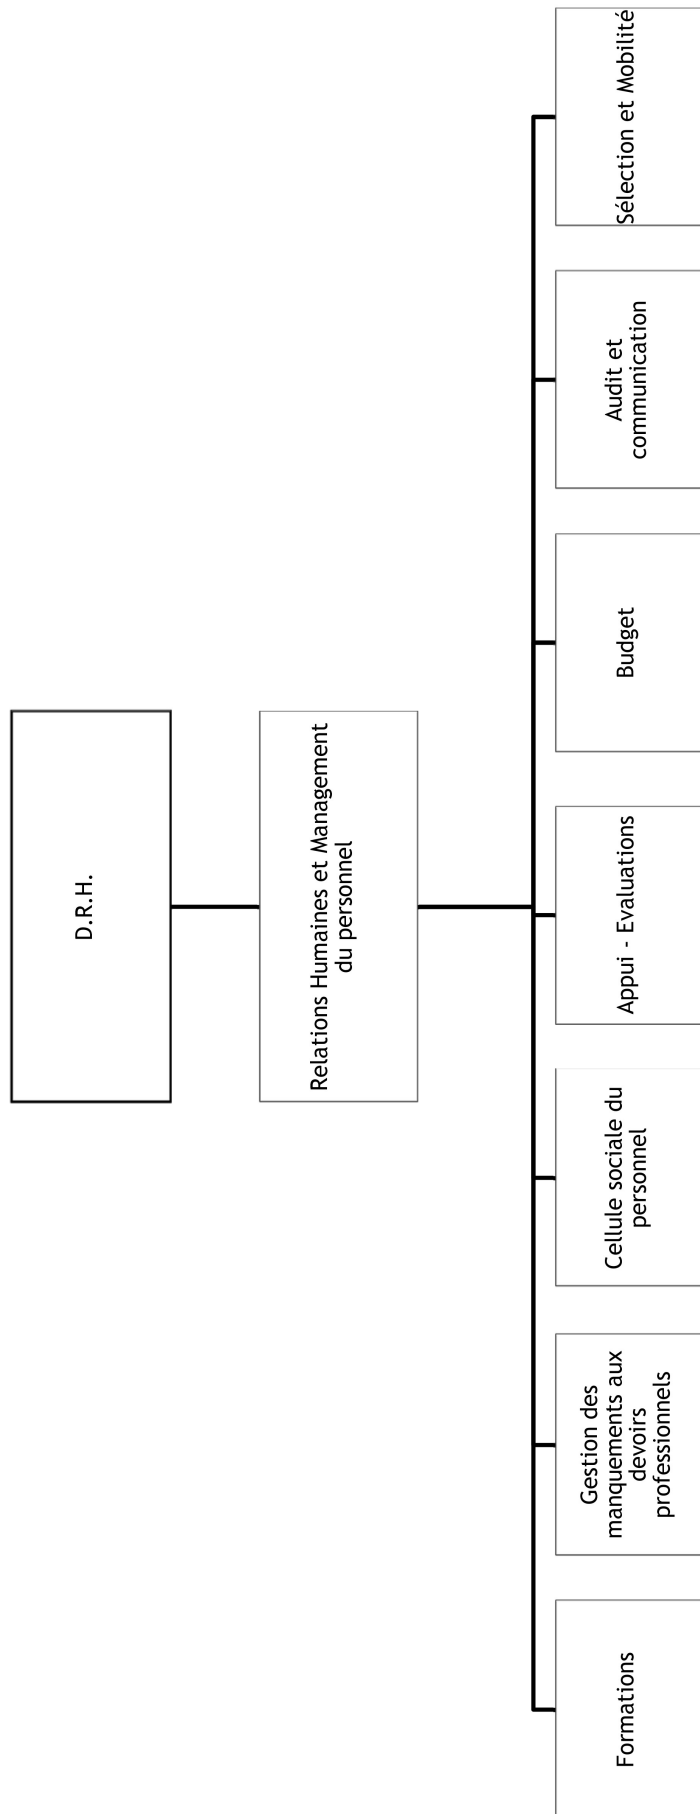 D.R.H.
Relations Humaines et Management
du personnel
Formations
Gestion des
manquements aux
devoirs
professionnels
Cellule sociale du
personnel
Appui - Evaluations
Budget
Audit et
communication
Sélection et Mobilité